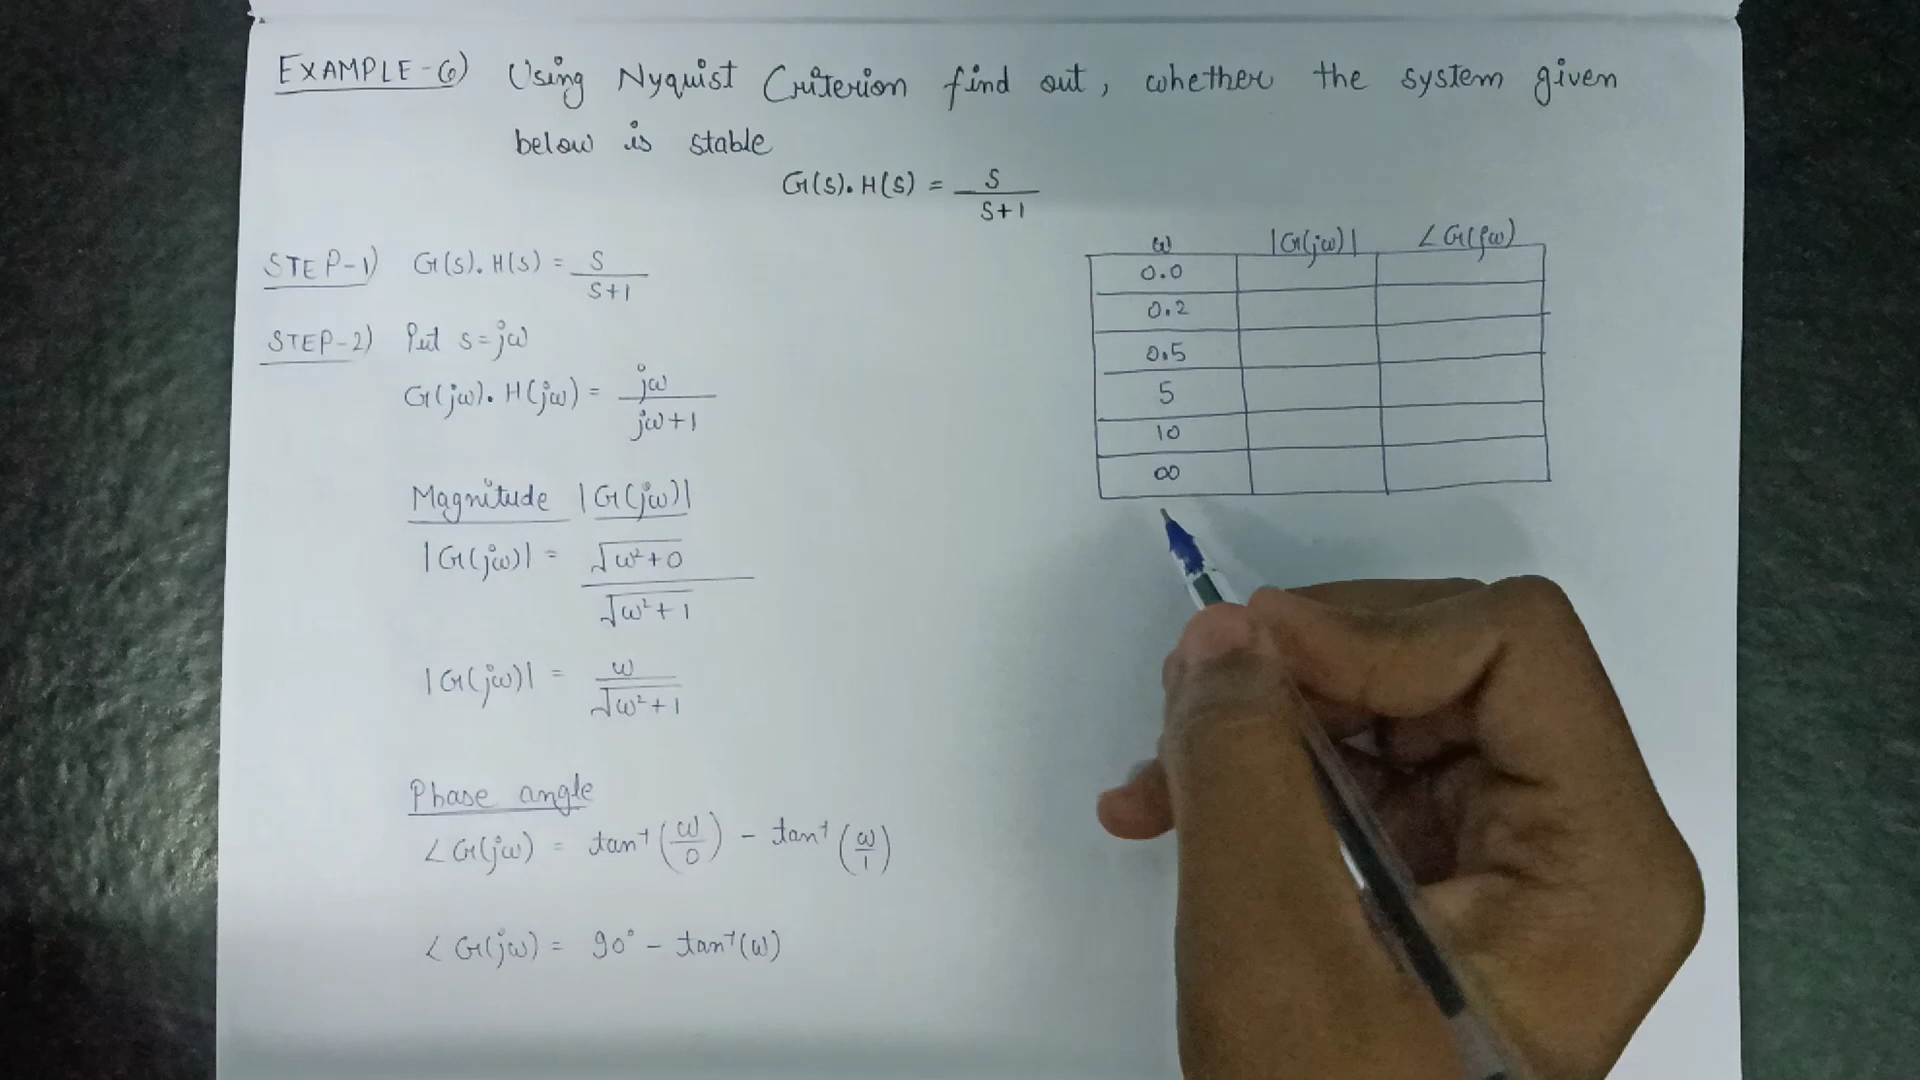 EXAMPLE-6) Using Nyquist Criterion find out, whether the system given
below is stable
G(s).H(s) = s/(s+1)
STEP-1) G(s).H(s) = s/(s+1)
STEP-2) Put s=jω
G(jω).H(jω) = jω/(jω+1)
Magnitude |G(jω)|
|G(jω)| = √(ω²+0)/√(ω²+1)
|G(jω)| = ω/√(ω²+1)
Phase angle
∠G(jω) = tan⁻¹(ω/0) - tan⁻¹(ω/1)
∠G(jω) = 90° - tan⁻¹(ω)
ω |G(jω)| ∠G(jω)
0.0
0.2
0.5
5
10
∞